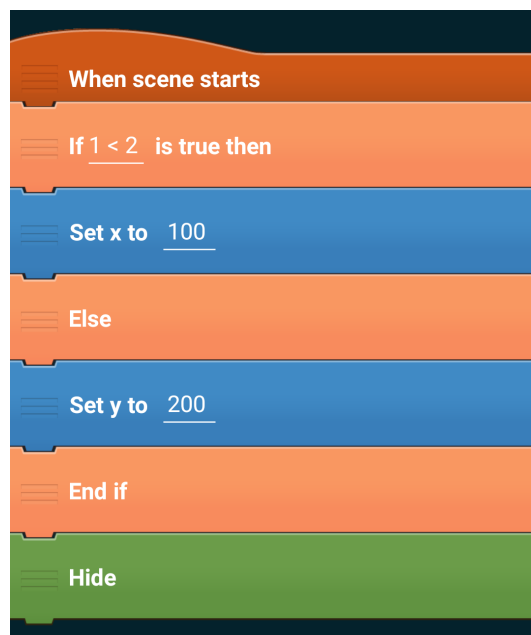 When scene starts
If 1 < 2 is true then
Set x to 100
Else
Set y to 200
End if
Hide